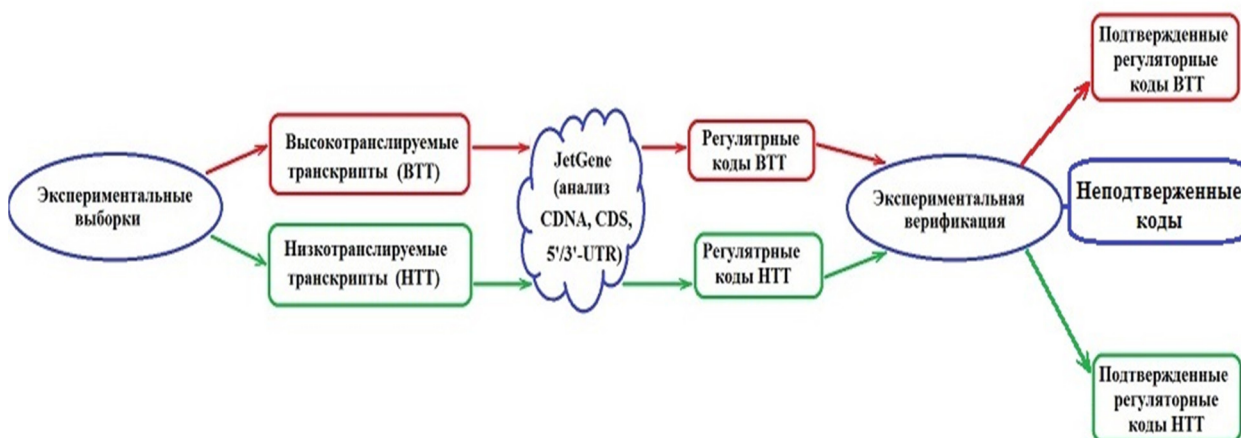 Экспериментальные
выборки
Высокотранслируемые
транскрипты (ВТТ)
Низкотранслируемые
транскрипты (НТТ)
JetGene
(анализ
CDNA, CDS,
5'/3'-UTR)
Регулятрные
коды ВТТ
Регулятрные
коды НТТ
Экспериментальная
верификация
Подтвержденные
регуляторные
коды ВТТ
Неподтверженные
коды
Подтвержденные
регуляторные
коды НТТ